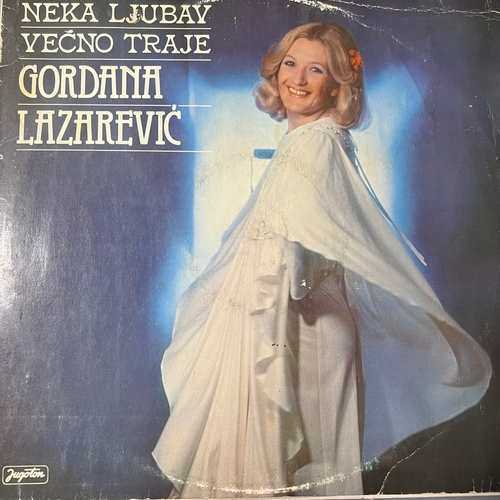 NEKA LJUBAV
VEČNO TRAJE
GORDANA
LAZAREVIĆ
Jugoton